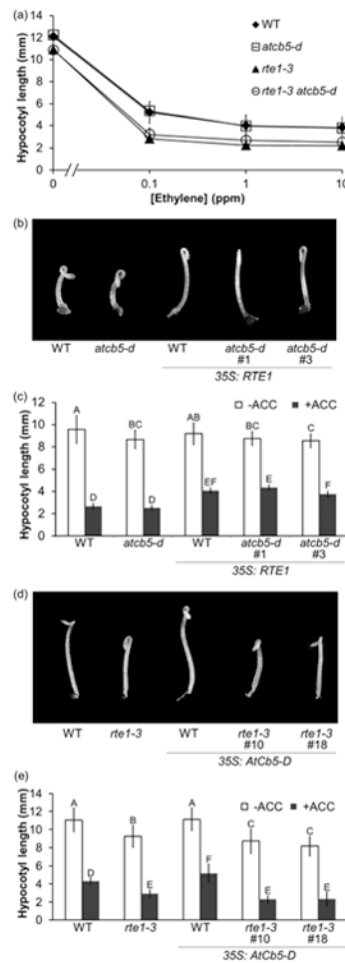 (a)
14
12
10
8
6
4
2
0
Hypocotyl length (mm)
WT
atcb5-d
rte1-3
rte1-3 atcb5-d
0 0.1 1 10
[Ethylene] (ppm)
(b)
WT atcb5-d WT atcb5-d atcb5-d
#1 #3
35S: RTE1
(c)
12
10
8
6
4
2
0
Hypocotyl length (mm)
-ACC +ACC
A BC AB BC C
D D EF E F
WT atcb5-d WT atcb5-d atcb5-d
#1 #3
35S: RTE1
(d)
WT rte1-3 WT rte1-3 rte1-3
#10 #18
35S: AtCb5-D
(e)
14
12
10
8
6
4
2
0
Hypocotyl length (mm)
-ACC +ACC
A B A C C
D E F E E
WT rte1-3 WT rte1-3 rte1-3
#10 #18
35S: AtCb5-D